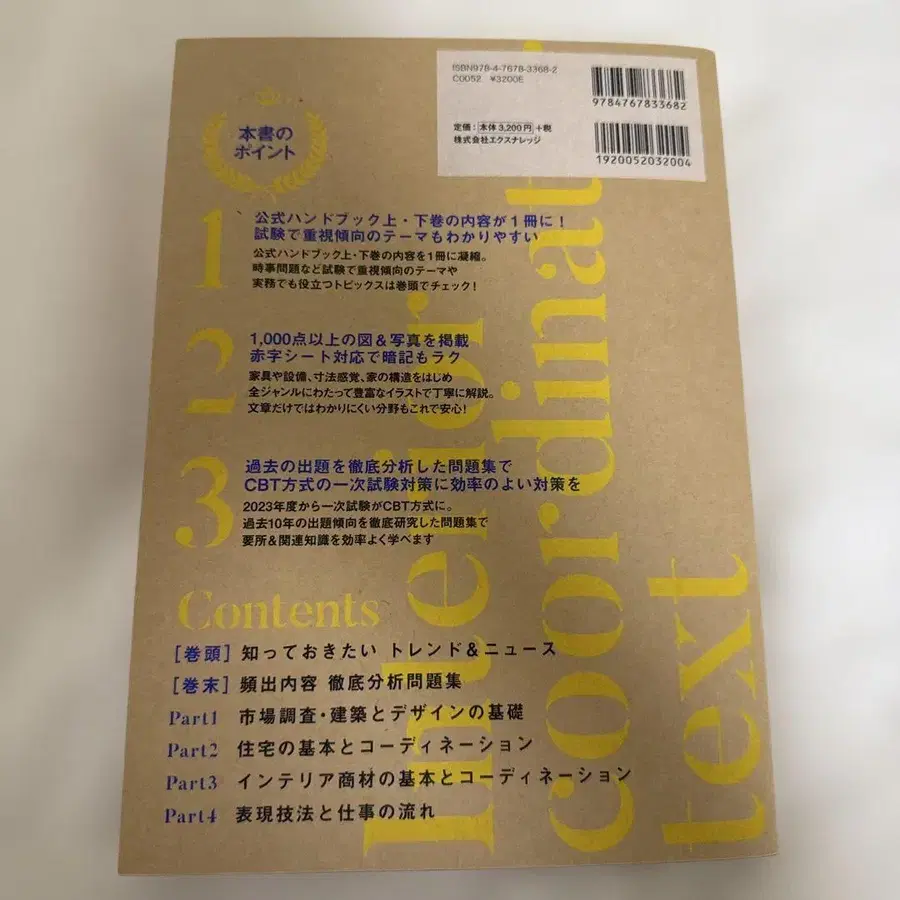 ISBN978-4-7678-3368-2
C0052 ¥3200E
定価：本体3,200円+税
株式会社エクスナレッジ
9784767833682
1920052032004
本書の
ポイント
1
公式ハンドブック上・下巻の内容が1冊に！
試験で重視傾向のテーマもわかりやすい
公式ハンドブック上・下巻の内容を1冊に凝縮。
時事問題など試験で重視傾向のテーマや
実務でも役立つトピックスは巻頭でチェック！
2
1,000点以上の図＆写真を掲載
赤字シート対応で暗記もラク
家具や設備、寸法感覚、家の構造をはじめ
全ジャンルにわたって豊富なイラストで丁寧に解説。
文章だけではわかりにくい分野もこれで安心！
3
過去の出題を徹底分析した問題集で
CBT方式の一次試験対策に効率のよい対策を
2023年度から一次試験がCBT方式に。
過去10年の出題傾向を徹底研究した問題集で
要所＆関連知識を効率よく学べます
Contents
［巻頭］知っておきたい トレンド＆ニュース
［巻末］頻出内容 徹底分析問題集
Part1 市場調査・建築とデザインの基礎
Part2 住宅の基本とコーディネーション
Part3 インテリア商材の基本とコーディネーション
Part4 表現技法と仕事の流れ
Interior
coordinat
text